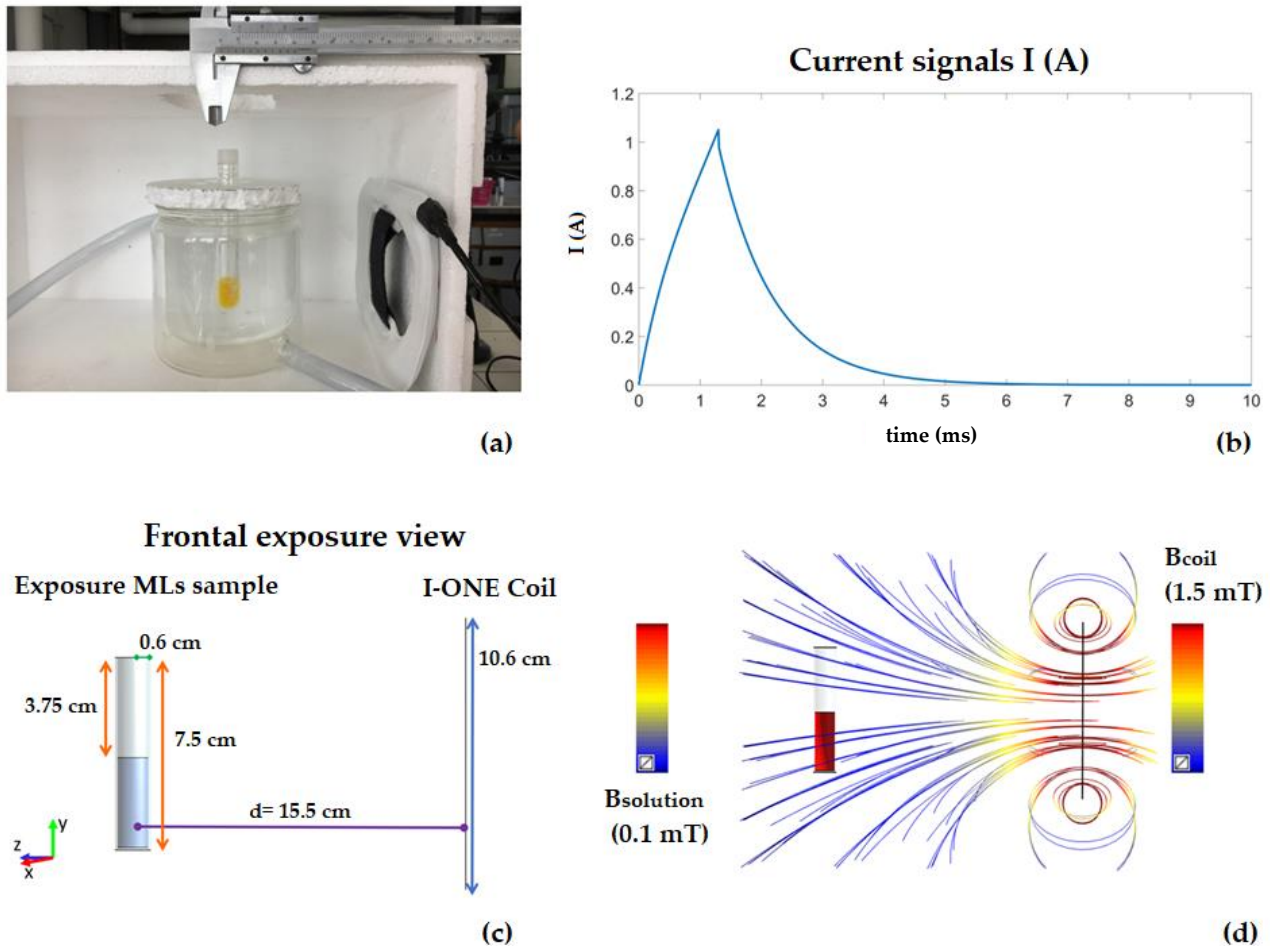 (a)
Current signals I (A)
1.2
1
0.8
0.6
0.4
0.2
0
I (A)
0 1 2 3 4 5 6 7 8 9 10
time (ms)
(b)
Frontal exposure view
Exposure MLs sample
I-ONE Coil
0.6 cm
3.75 cm
7.5 cm
10.6 cm
d= 15.5 cm
y
z
x
(c)
Bcoil
(1.5 mT)
Bsolution
(0.1 mT)
(d)